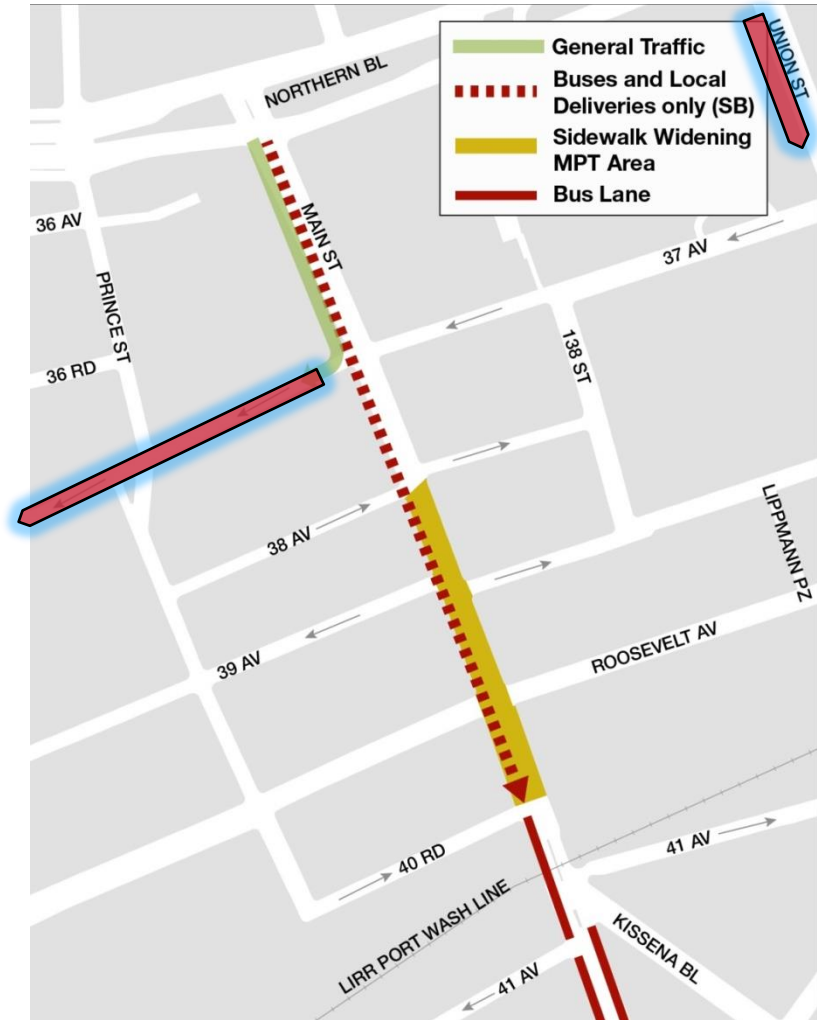 General Traffic
Buses and Local
Deliveries only (SB)
Sidewalk Widening
MPT Area
Bus Lane
UNION ST
NORTHERN BL
MAIN ST
36 AV
37 AV
PRINCE ST
138 ST
36 RD
LIPPMANN PZ
38 AV
39 AV
ROOSEVELT AV
40 RD
41 AV
LIRR PORT WASH LINE
KISSENA BL
41 AV